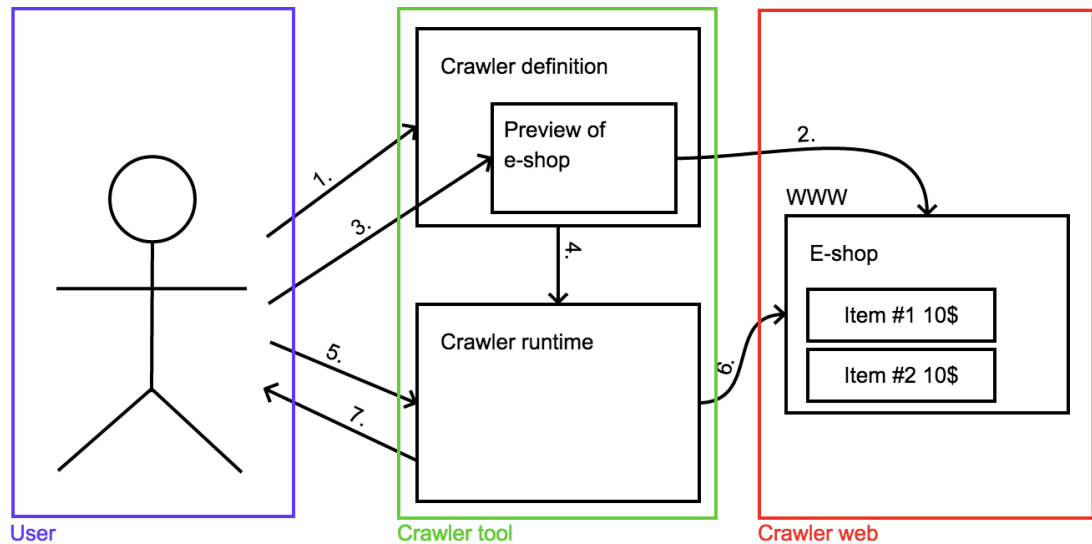 Crawler definition
Preview of
e-shop
1.
2.
3.
4.
WWW
E-shop
Item #1 10$
Item #2 10$
Crawler runtime
5.
6.
7.
User
Crawler tool
Crawler web